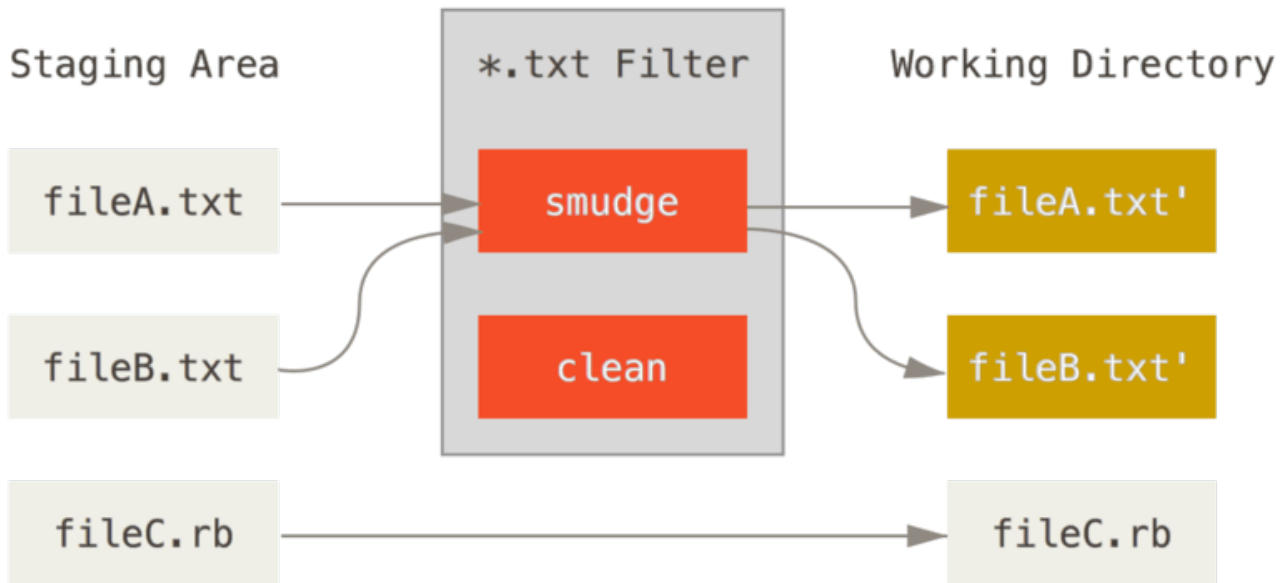 Staging Area
*.txt Filter
Working Directory
fileA.txt
smudge
fileA.txt'
fileB.txt
clean
fileB.txt'
fileC.rb
fileC.rb